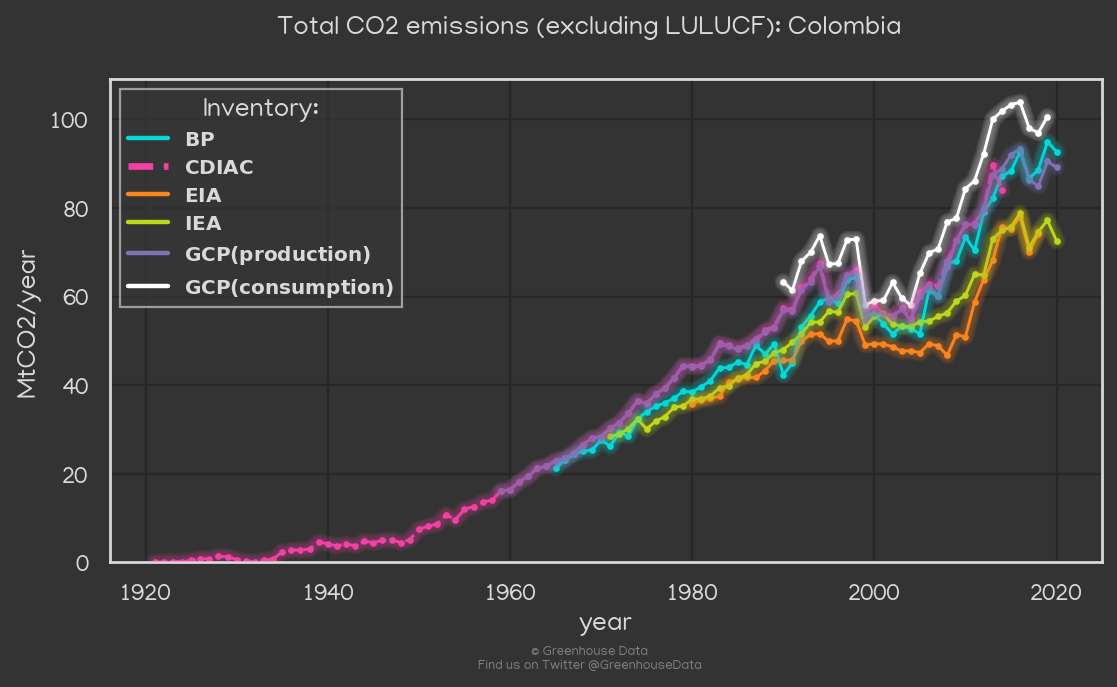 Total CO2 emissions (excluding LULUCF): Colombia
Inventory:
BP
CDIAC
EIA
IEA
GCP(production)
GCP(consumption)
MtCO2/year
100
80
60
40
20
0
1920 1940 1960 1980 2000 2020
year
© Greenhouse Data
Find us on Twitter @GreenhouseData